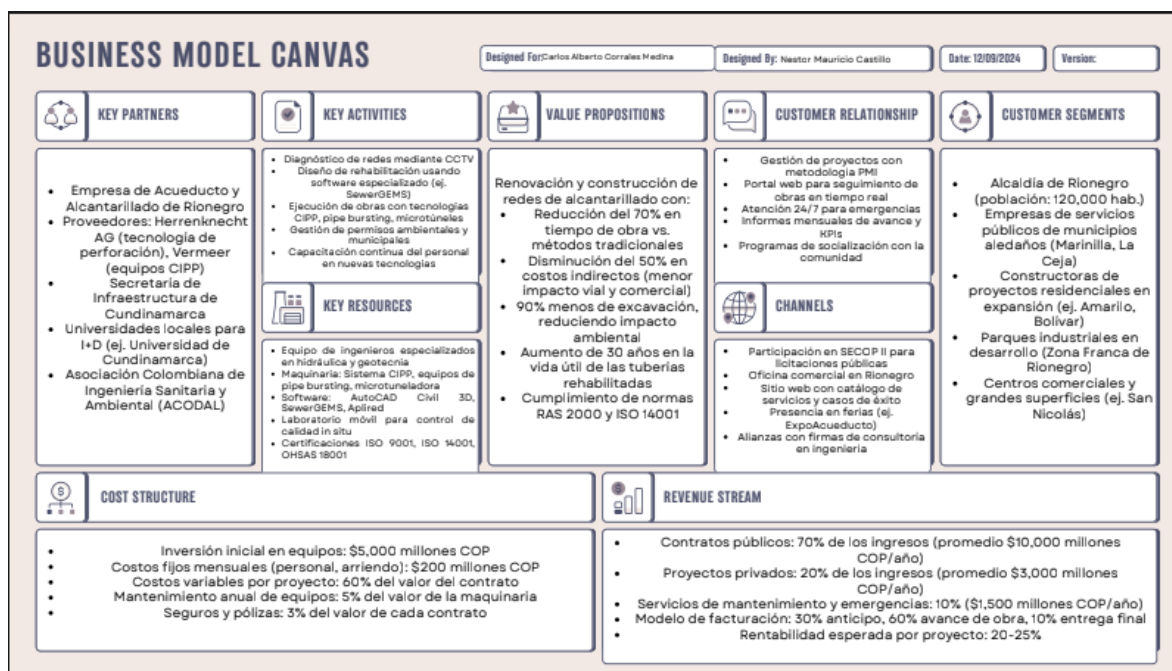 BUSINESS MODEL CANVAS
Designed For: Carlos Alberto Corrales Medina
Designed By: Nestor Mauricio Castillo
Date: 12/09/2024
Version:
KEY PARTNERS
• Empresa de Acueducto y
Alcantarillado de Rionegro
• Proveedores: Herrenknecht
AG (tecnología de
perforación), Vermeer
(equipos CIPP)
• Secretaría de
Infraestructura de
Cundinamarca
• Universidades locales para
I+D (ej. Universidad de
Cundinamarca)
• Asociación Colombiana de
Ingeniería Sanitaria y
Ambiental (ACODAL)
KEY ACTIVITIES
• Diagnóstico de redes mediante CCTV
• Diseño de rehabilitación usando
software especializado (ej.
SewerGEMS)
• Ejecución de obras con tecnologías
CIPP, pipe bursting, microtúneles
• Gestión de permisos ambientales y
municipales
• Capacitación continua del personal
en nuevas tecnologías
KEY RESOURCES
• Equipo de ingenieros especializados
en hidráulica y geotecnia
• Maquinaria: Sistema CIPP, equipos de
pipe bursting, microtuneladora
• Software: AutoCAD Civil 3D,
SewerGEMS, Aplired
• Laboratorio móvil para control de
calidad in situ
• Certificaciones ISO 9001, ISO 14001,
OHSAS 18001
VALUE PROPOSITIONS
Renovación y construcción de
redes de alcantarillado con:
• Reducción del 70% en
tiempo de obra vs.
métodos tradicionales
• Disminución del 50% en
costos indirectos (menor
impacto vial y comercial)
• 90% menos de excavación,
reduciendo impacto
ambiental
• Aumento de 30 años en la
vida útil de las tuberías
rehabilitadas
• Cumplimiento de normas
RAS 2000 y ISO 14001
CUSTOMER RELATIONSHIP
• Gestión de proyectos con
metodología PMI
• Portal web para seguimiento de
obras en tiempo real
• Atención 24/7 para emergencias
• Informes mensuales de avance y
KPIs
• Programas de socialización con la
comunidad
CHANNELS
• Participación en SECOP II para
licitaciones públicas
• Oficina comercial en Rionegro
• Sitio web con catálogo de
servicios y casos de éxito
• Presencia en ferias (ej.
ExpoAcueducto)
• Alianzas con firmas de consultoría
en ingeniería
CUSTOMER SEGMENTS
• Alcaldía de Rionegro
(población: 120,000 hab.)
• Empresas de servicios
públicos de municipios
aledaños (Marinilla, La
Ceja)
• Constructoras de
proyectos residenciales en
expansión (ej. Amarilo,
Bolívar)
• Parques industriales en
desarrollo (Zona Franca de
Rionegro)
• Centros comerciales y
grandes superficies (ej. San
Nicolás)
COST STRUCTURE
• Inversión inicial en equipos: $5,000 millones COP
• Costos fijos mensuales (personal, arriendo): $200 millones COP
• Costos variables por proyecto: 60% del valor del contrato
• Mantenimiento anual de equipos: 5% del valor de la maquinaria
• Seguros y pólizas: 3% del valor de cada contrato
REVENUE STREAM
• Contratos públicos: 70% de los ingresos (promedio $10,000 millones
COP/año)
• Proyectos privados: 20% de los ingresos (promedio $3,000 millones
COP/año)
• Servicios de mantenimiento y emergencias: 10% ($1,500 millones COP/año)
• Modelo de facturación: 30% anticipo, 60% avance de obra, 10% entrega final
• Rentabilidad esperada por proyecto: 20-25%